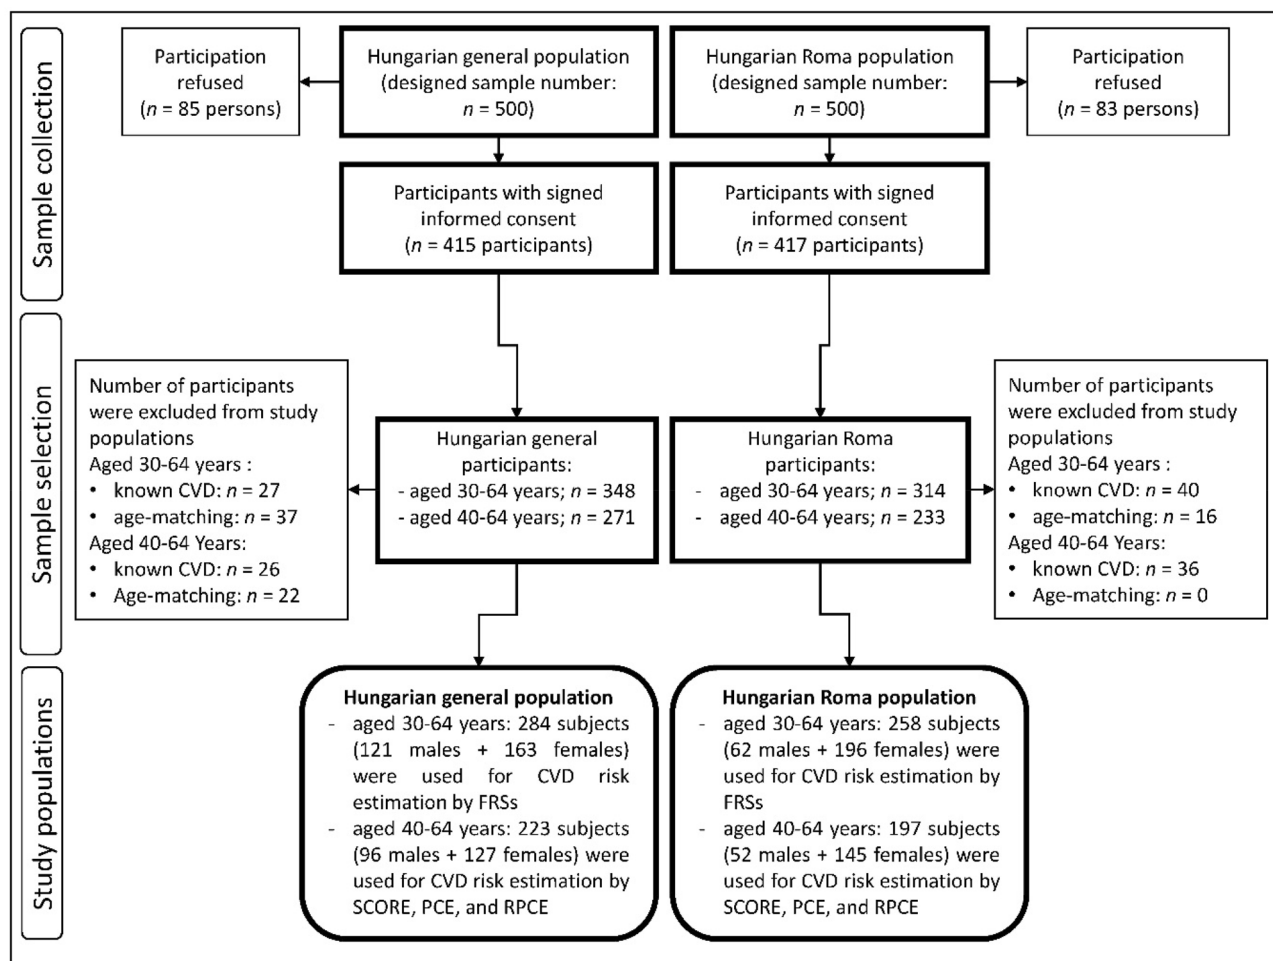 Sample collection
Participation
refused
(n = 85 persons)
Hungarian general population
(designed sample number:
n = 500)
Hungarian Roma population
(designed sample number:
n = 500)
Participation
refused
(n = 83 persons)
Participants with signed
informed consent
(n = 415 participants)
Participants with signed
informed consent
(n = 417 participants)
Sample selection
Number of participants
were excluded from study
populations
Aged 30-64 years :
• known CVD: n = 27
• age-matching: n = 37
Aged 40-64 Years:
• known CVD: n = 26
• Age-matching: n = 22
Hungarian general
participants:
- aged 30-64 years; n = 348
- aged 40-64 years; n = 271
Hungarian Roma
participants:
- aged 30-64 years; n = 314
- aged 40-64 years; n = 233
Number of participants
were excluded from study
populations
Aged 30-64 years :
• known CVD: n = 40
• age-matching: n = 16
Aged 40-64 Years:
• known CVD: n = 36
• Age-matching: n = 0
Study populations
Hungarian general population
- aged 30-64 years: 284 subjects
(121 males + 163 females)
were used for CVD risk
estimation by FRSs
- aged 40-64 years: 223 subjects
(96 males + 127 females) were
used for CVD risk estimation by
SCORE, PCE, and RPCE
Hungarian Roma population
- aged 30-64 years: 258 subjects
(62 males + 196 females) were
used for CVD risk estimation by
FRSs
- aged 40-64 years: 197 subjects
(52 males + 145 females) were
used for CVD risk estimation by
SCORE, PCE, and RPCE